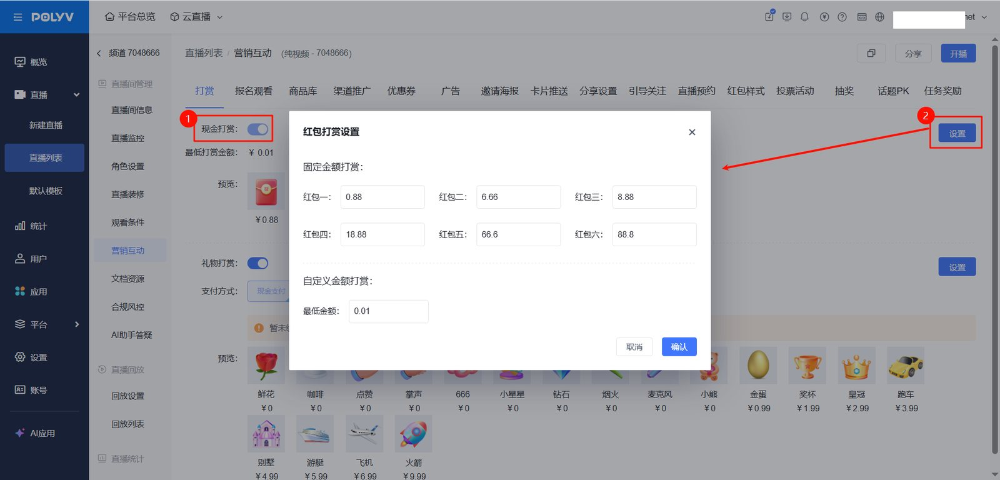 POLYV
平台总览
云直播
net
概览
直播
新建直播
直播列表
默认模板
统计
用户
应用
平台
设置
账号
AI应用
频道 7048666
直播间管理
直播间信息
直播监控
角色设置
直播装修
观看条件
营销互动
文档资源
合规风控
AI助手答疑
直播回放
回放设置
回放列表
直播统计
直播列表 / 营销互动 (纯视频 - 7048666)
分享
开播
打赏 报名观看 商品库 渠道推广 优惠券 广告 邀请海报 卡片推送 分享设置 引导关注 直播预约 红包样式 投票活动 抽奖 话题PK 任务奖励
1
现金打赏：
2
设置
最低打赏金额： ¥ 0.01
预览：
¥0.88
红包打赏设置
固定金额打赏：
红包一： 0.88 红包二： 6.66 红包三： 8.88
红包四： 18.88 红包五： 66.6 红包六： 88.8
自定义金额打赏：
最低金额： 0.01
取消 确认
礼物打赏：
设置
支付方式： 现金支付
暂未
预览：
鲜花 咖啡 点赞 掌声 666 小星星 钻石 烟火 麦克风 小熊 金蛋 奖杯 皇冠 跑车
¥0 ¥0 ¥0 ¥0 ¥0 ¥0 ¥0 ¥0 ¥0 ¥0 ¥0.99 ¥1.99 ¥2.99 ¥3.99
别墅 游艇 飞机 火箭
¥4.99 ¥5.99 ¥6.99 ¥9.99